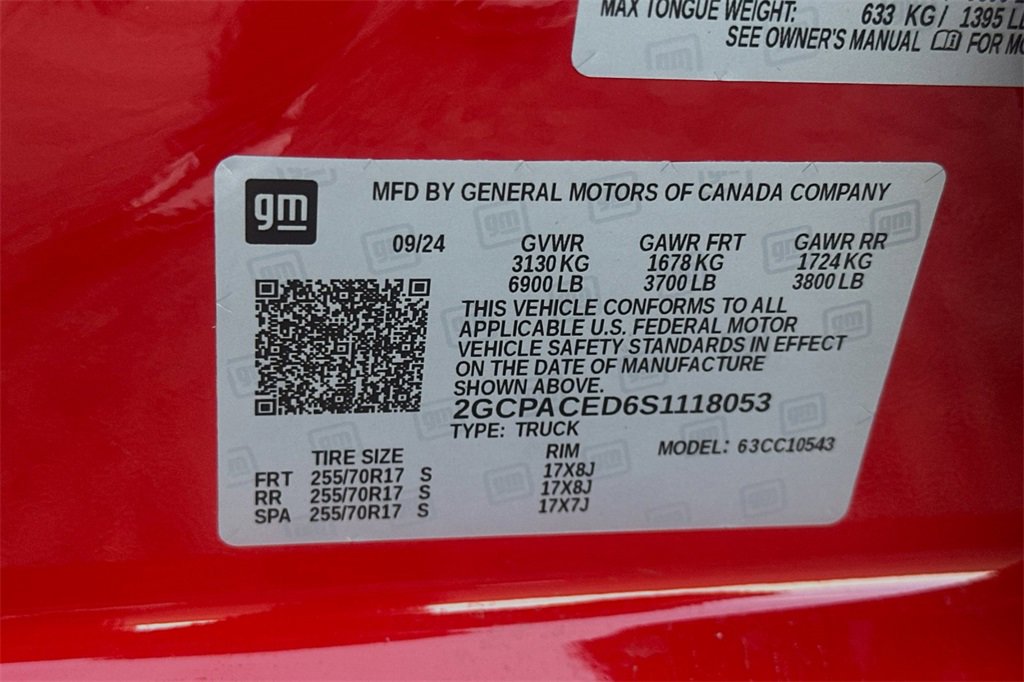 MAX TONGUE WEIGHT: 633 KG/ 1395 L
SEE OWNER'S MANUAL FOR MO
gm
MFD BY GENERAL MOTORS OF CANADA COMPANY
09/24 GVWR GAWR FRT GAWR RR
3130 KG 1678 KG 1724 KG
6900 LB 3700 LB 3800 LB
THIS VEHICLE CONFORMS TO ALL
APPLICABLE U.S. FEDERAL MOTOR
VEHICLE SAFETY STANDARDS IN EFFECT
ON THE DATE OF MANUFACTURE
SHOWN ABOVE.
2GCPACED6S1118053
TYPE: TRUCK
MODEL: 63CC10543
TIRE SIZE RIM
FRT 255/70R17 S 17X8J
RR 255/70R17 S 17X8J
SPA 255/70R17 S 17X7J